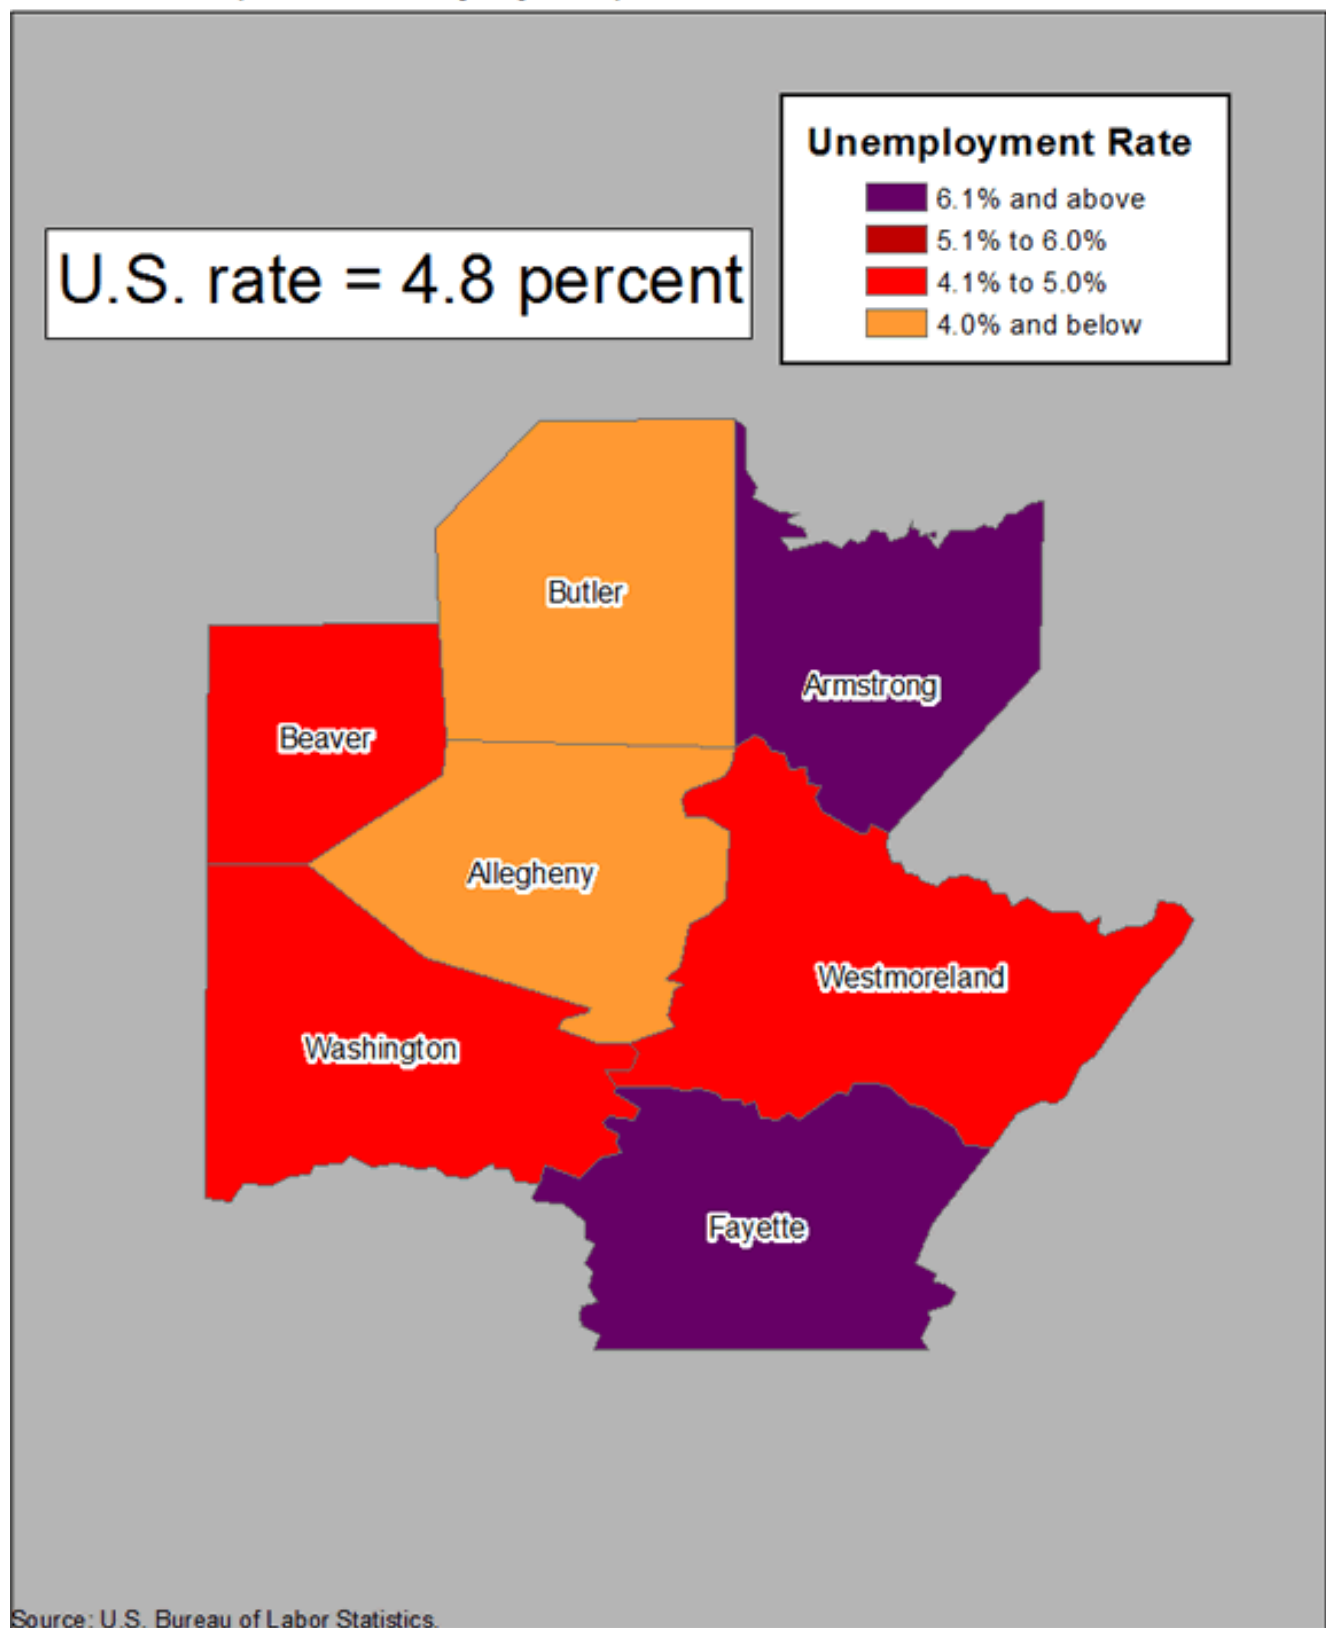 Unemployment Rate
6.1% and above
5.1% to 6.0%
4.1% to 5.0%
4.0% and below
U.S. rate = 4.8 percent
Butler
Armstrong
Beaver
Allegheny
Westmoreland
Washington
Fayette
Source: U.S. Bureau of Labor Statistics.